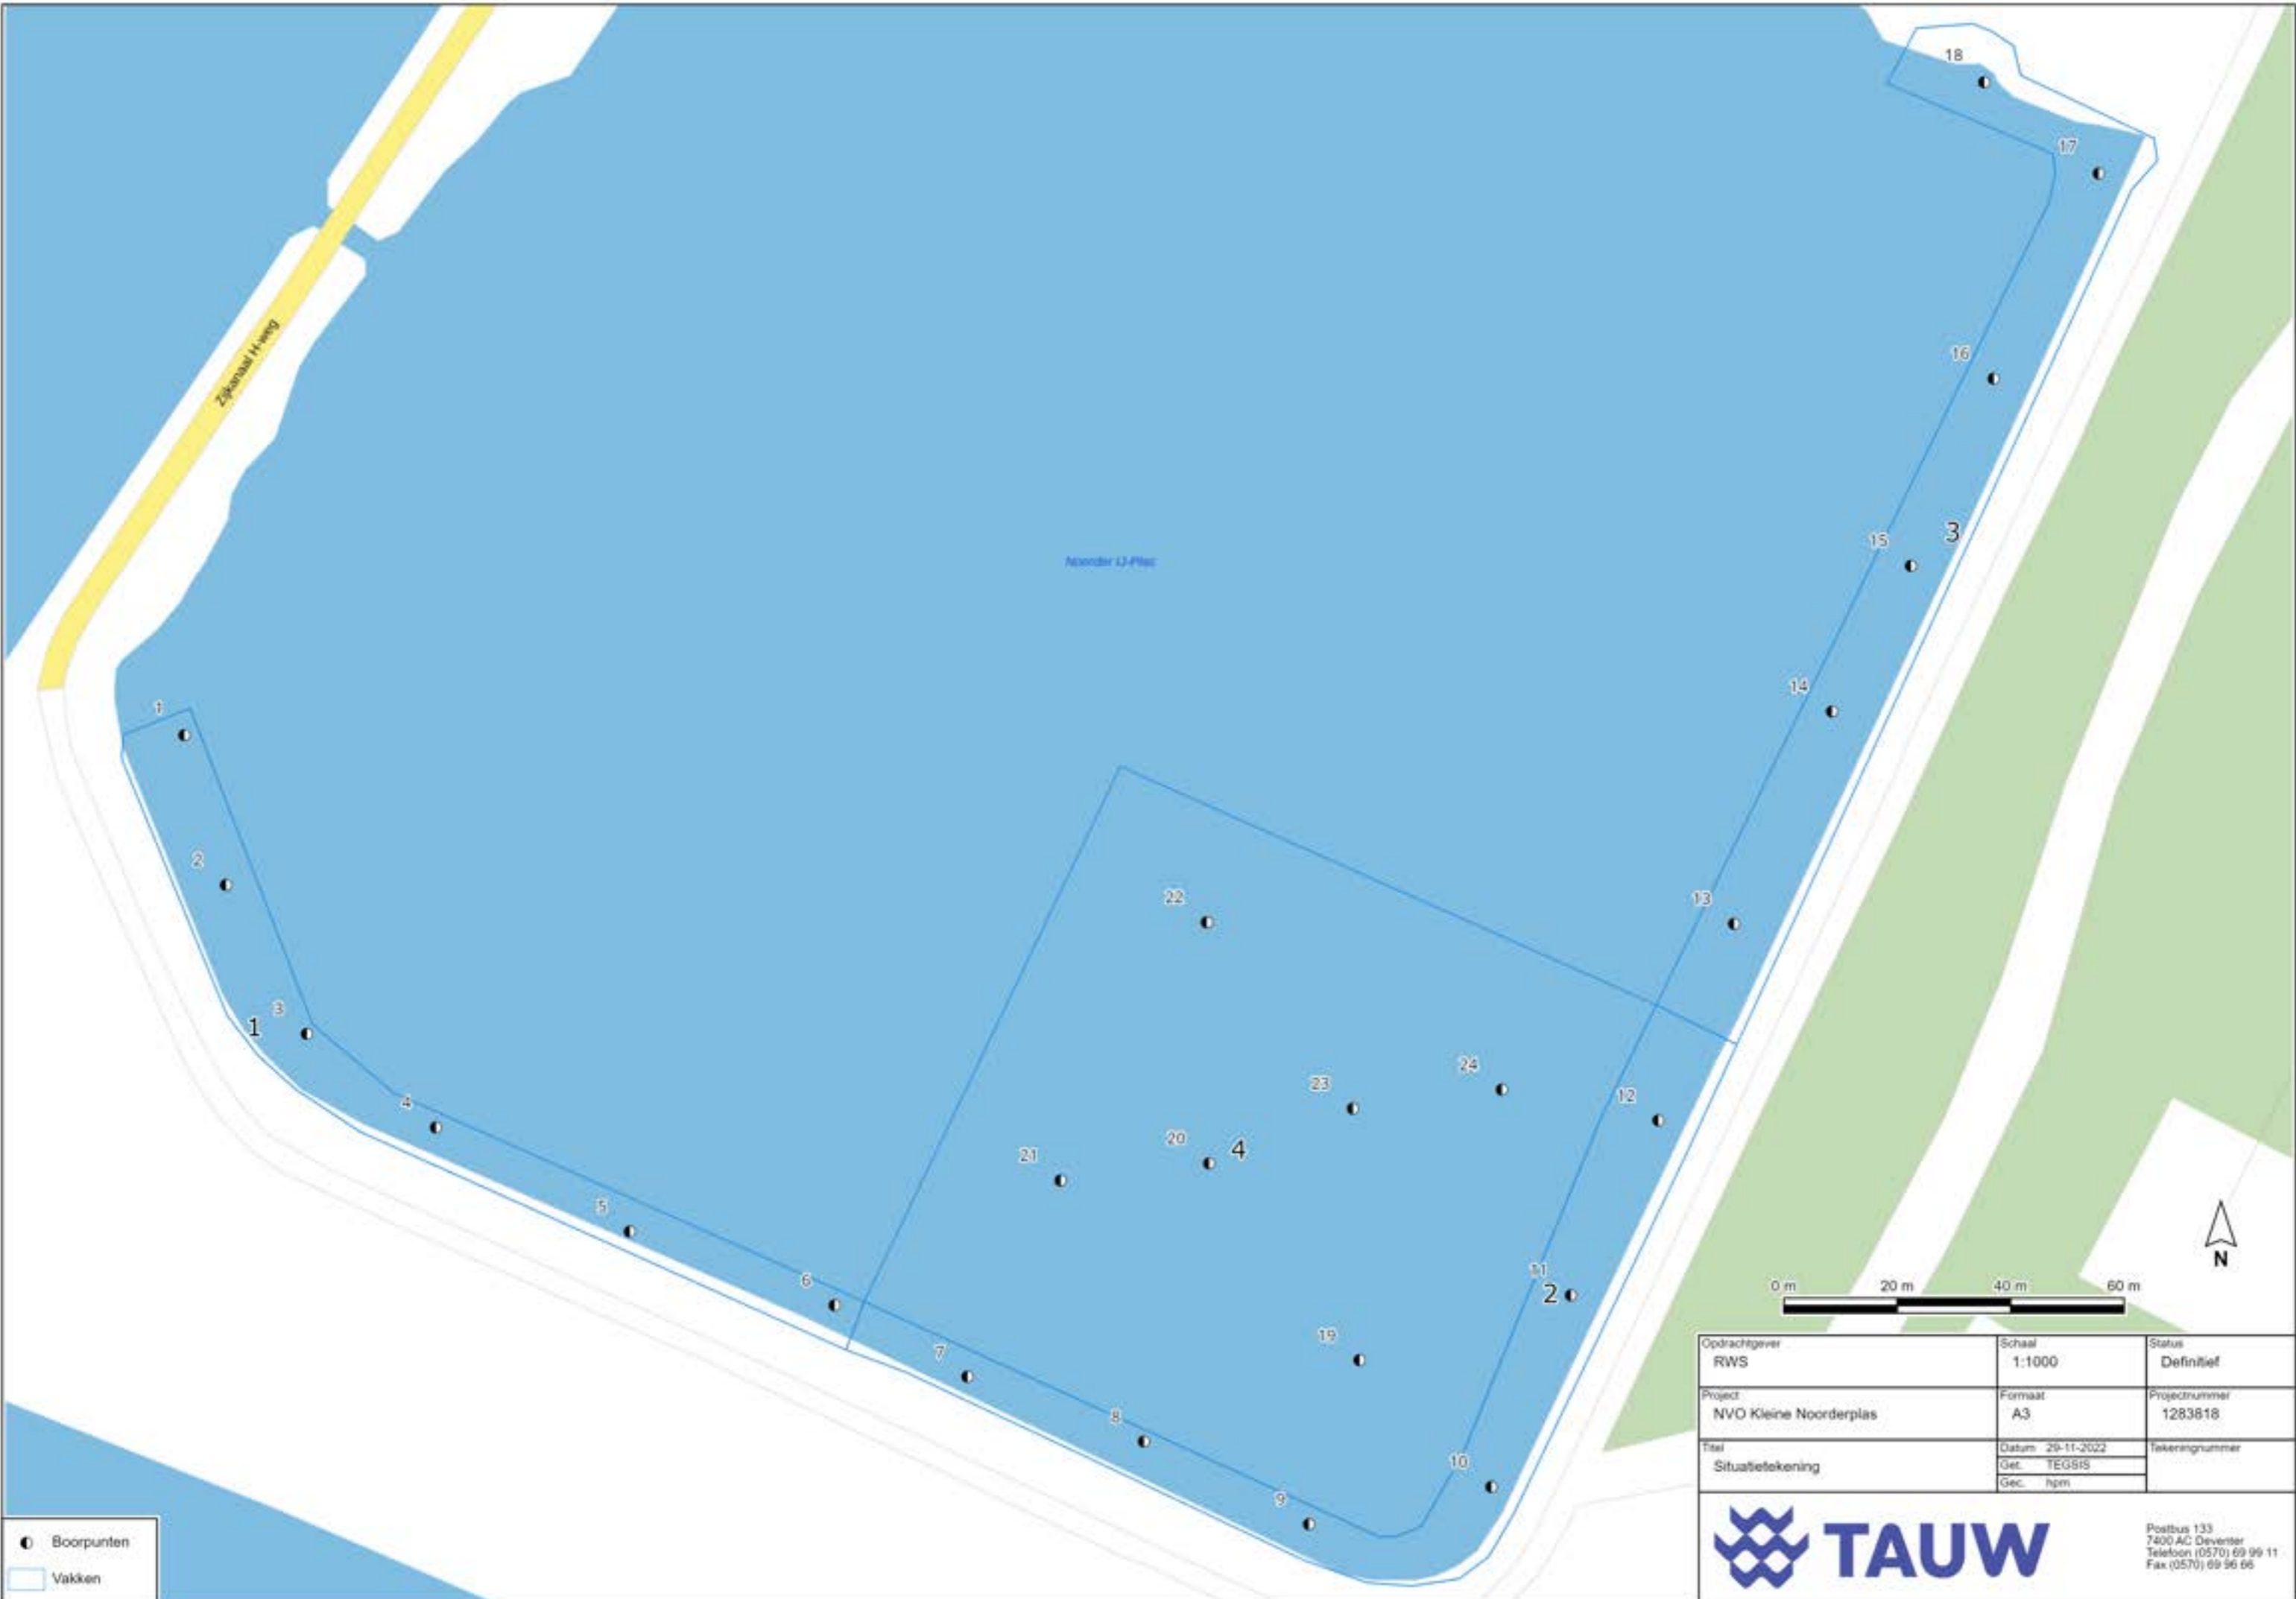 18
17
16
Zijkanaal H-weg
15
3
Noorder IJ-Plas
14
1
2
22
13
3
1
24
23
12
4
20
4
21
5
11
2
6
19
7
8
10
9
N
0 m 20 m 40 m 60 m
Opdrachtgever
RWS
Schaal
1:1000
Status
Definitief
Project
NVO Kleine Noorderplas
Formaat
A3
Projectnummer
1283818
Titel
Situatietekening
Datum 29-11-2022
Get. TEGSIS
Gec. hpm
Tekeningnummer
TAUW
Postbus 133
7400 AC Deventer
Telefoon (0570) 69 99 11
Fax (0570) 69 96 66
Boorpunten
Vakken